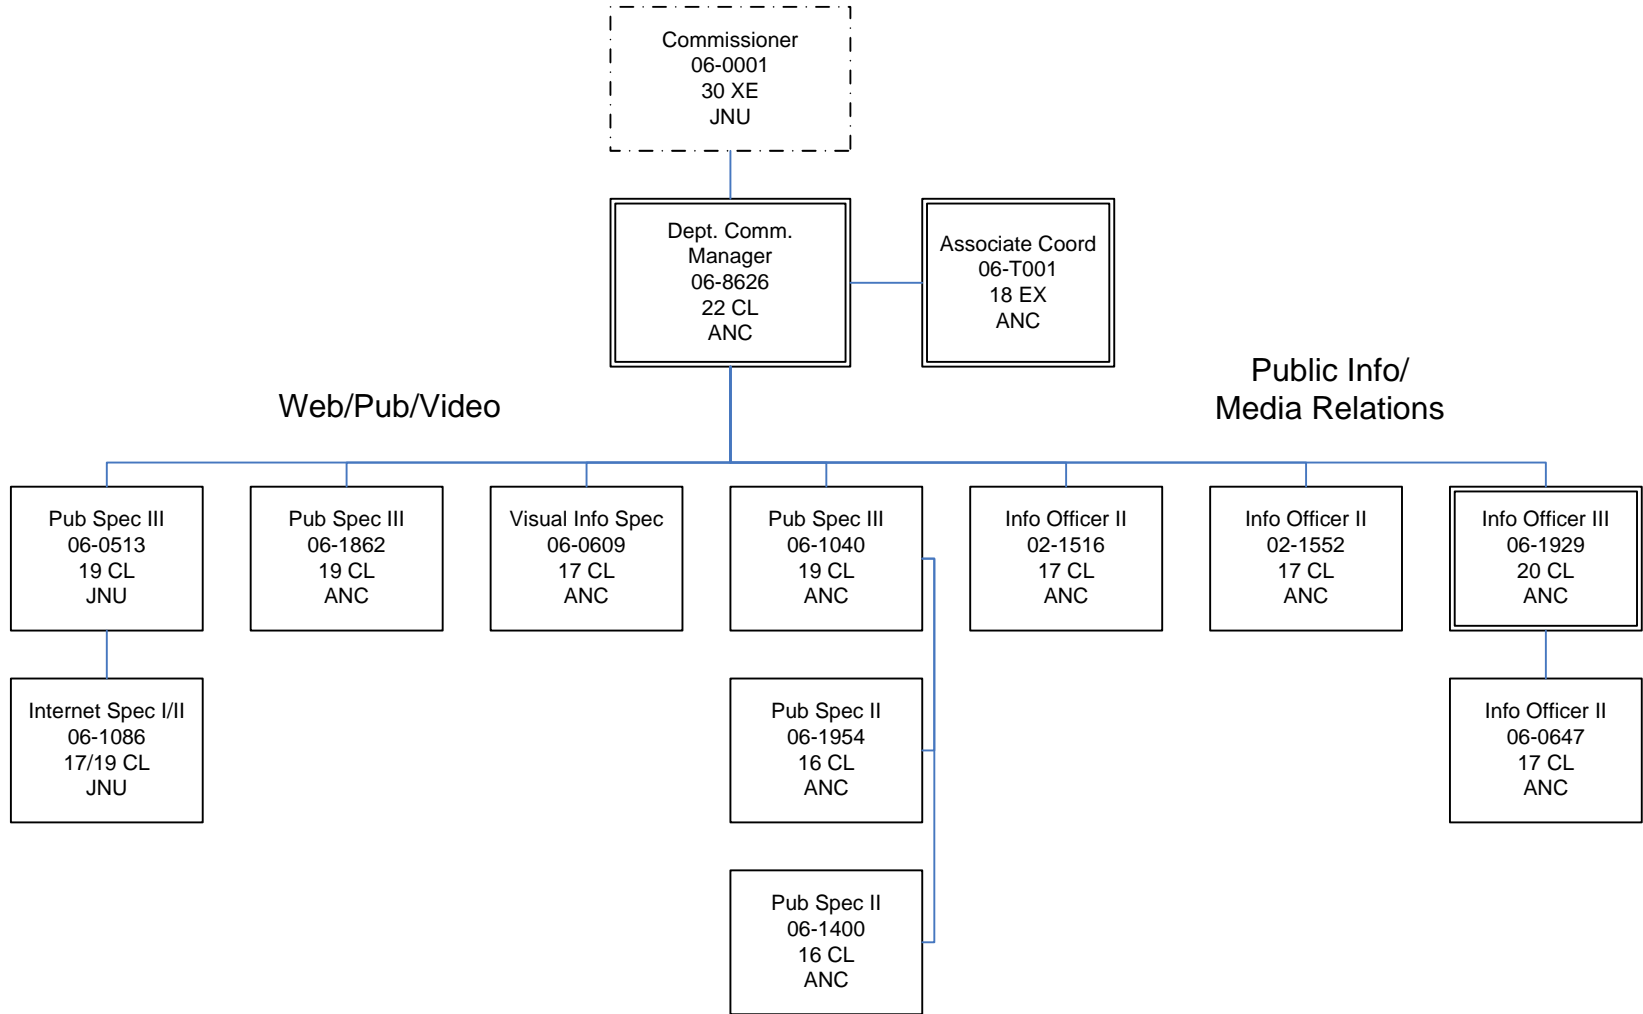 Commissioner
06-0001
30 XE
JNU
Dept. Comm.
Manager
06-8626
22 CL
ANC
Associate Coord
06-T001
18 EX
ANC
Web/Pub/Video
Public Info/
Media Relations
Pub Spec III
06-0513
19 CL
JNU
Pub Spec III
06-1862
19 CL
ANC
Visual Info Spec
06-0609
17 CL
ANC
Pub Spec III
06-1040
19 CL
ANC
Info Officer II
02-1516
17 CL
ANC
Info Officer II
02-1552
17 CL
ANC
Info Officer III
06-1929
20 CL
ANC
Internet Spec I/II
06-1086
17/19 CL
JNU
Pub Spec II
06-1954
16 CL
ANC
Info Officer II
06-0647
17 CL
ANC
Pub Spec II
06-1400
16 CL
ANC